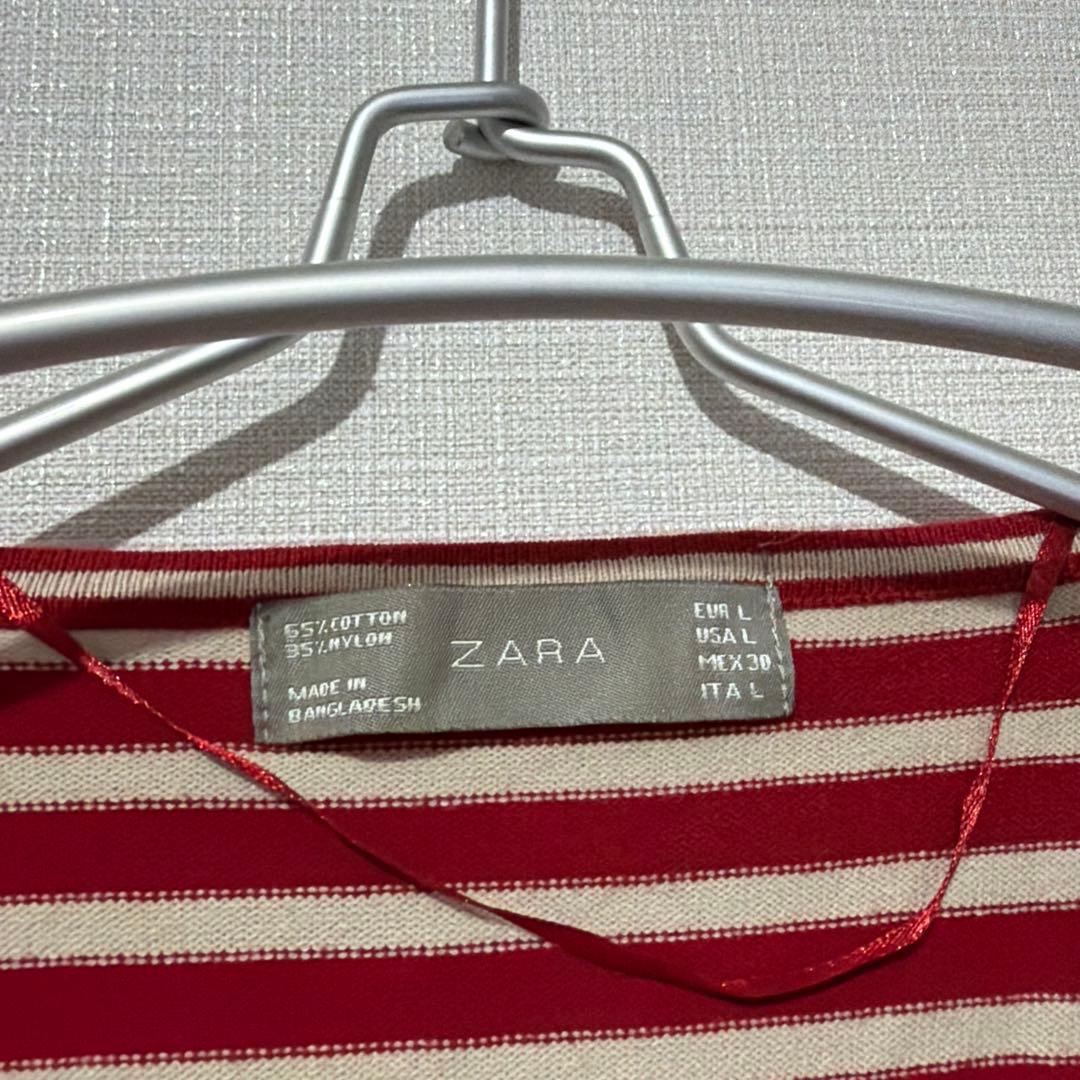 65%COTTON
35%NYLON
MADE IN
BANGLADESH
ZARA
EUR L
USA L
MEX 30
ITA L